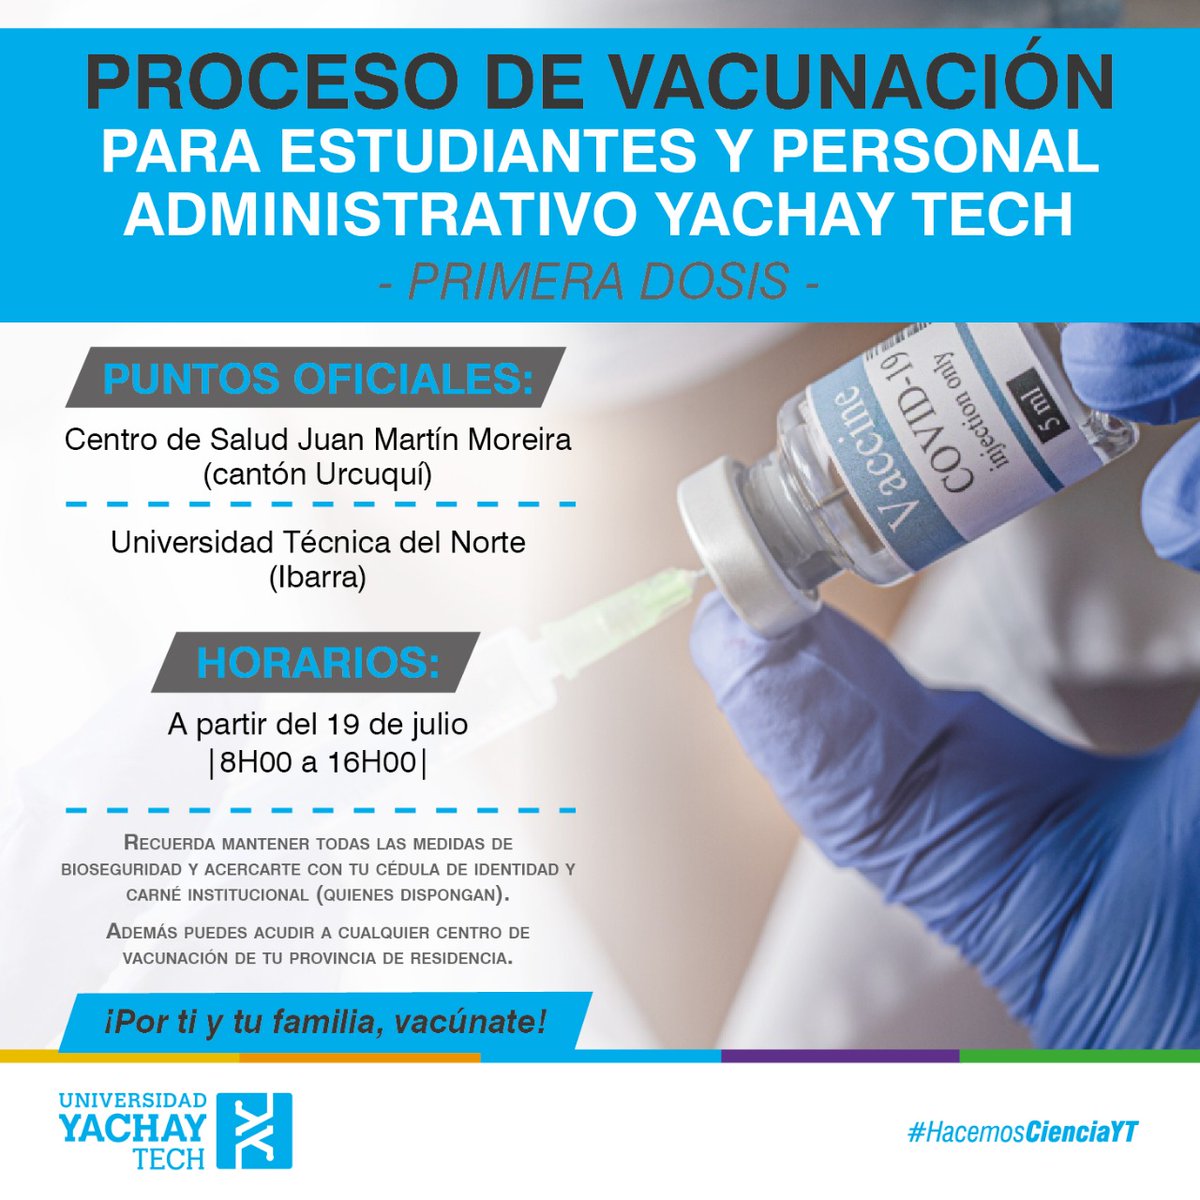 PROCESO DE VACUNACIÓN
PARA ESTUDIANTES Y PERSONAL
ADMINISTRATIVO YACHAY TECH
- PRIMERA DOSIS -
PUNTOS OFICIALES:
Centro de Salud Juan Martín Moreira
(cantón Urcuquí)
Universidad Técnica del Norte
(Ibarra)
HORARIOS:
A partir del 19 de julio
|8H00 a 16H00|
RECUERDA MANTENER TODAS LAS MEDIDAS DE
BIOSEGURIDAD Y ACERCARTE CON TU CÉDULA DE IDENTIDAD Y
CARNÉ INSTITUCIONAL (QUIENES DISPONGAN).
ADEMÁS PUEDES ACUDIR A CUALQUIER CENTRO DE
VACUNACIÓN DE TU PROVINCIA DE RESIDENCIA.
¡Por ti y tu familia, vacúnate!
Vaccine
COVID-19
injection only
5 ml
UNIVERSIDAD
YACHAY
TECH
#HacemosCienciaYT